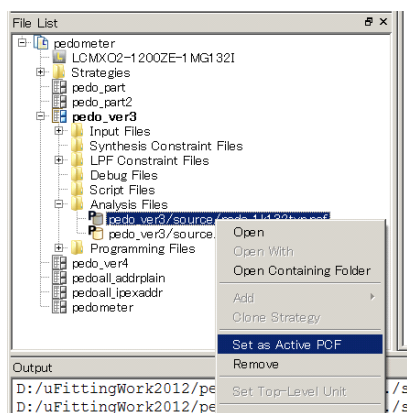 File List
pedometer
LCMXO2-1200ZE-1MG132I
Strategies
pedo_part
pedo_part2
pedo_ver3
Input Files
Synthesis Constraint Files
LPF Constraint Files
Debug Files
Script Files
Analysis Files
pedo_ver3/source/pedo_1k132typ.pcf
pedo_ver3/source.
Programming Files
pedo_ver4
pedoall_addrplain
pedoall_ipexaddr
pedometer
Open
Open With
Open Containing Folder
Add
Clone Strategy
Set as Active PCF
Remove
Set Top-Level Unit
Output
D:/uFittingWork2012/pe /s
D:/uFittingWork2012/pe /s